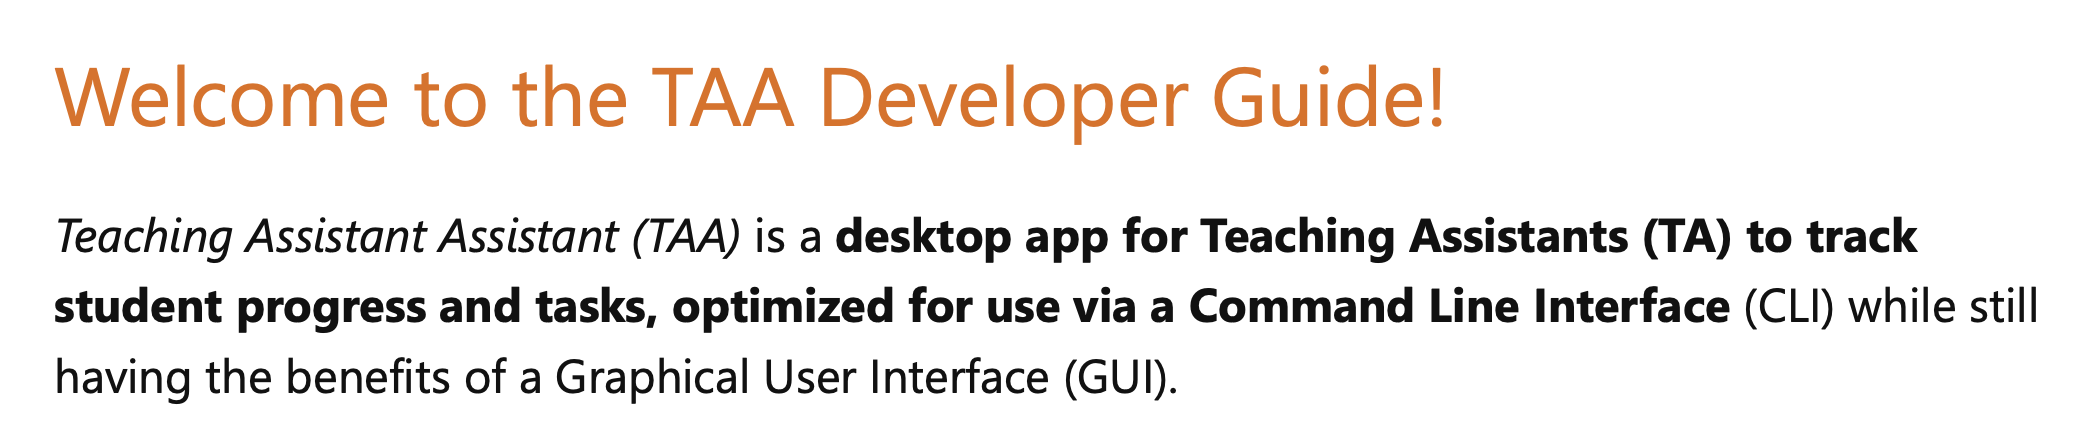 Welcome to the TAA Developer Guide!
Teaching Assistant Assistant (TAA) is a desktop app for Teaching Assistants (TA) to track
student progress and tasks, optimized for use via a Command Line Interface (CLI) while still
having the benefits of a Graphical User Interface (GUI).